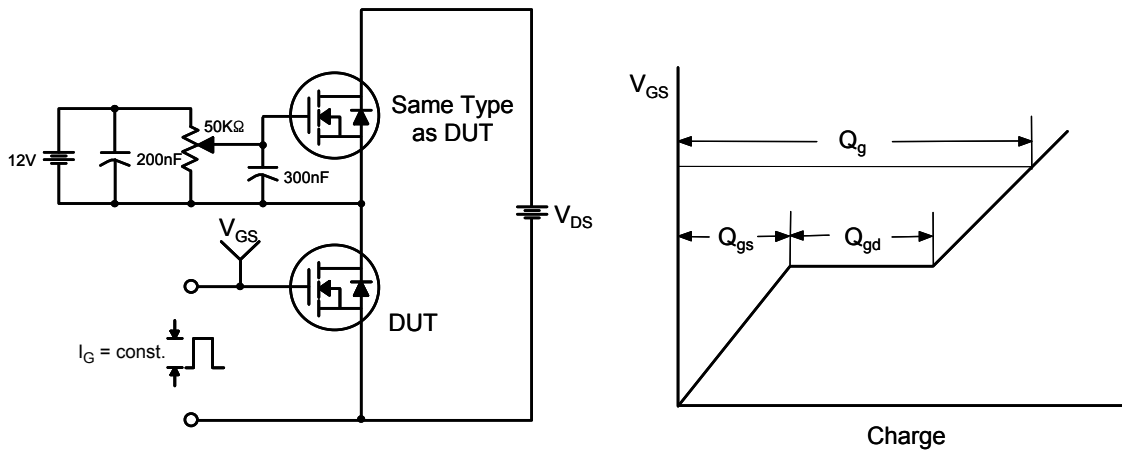 Same Type
as DUT
50KΩ
12V
200nF
300nF
V_GS
V_DS
DUT
I_G = const.
V_GS
Q_g
Q_gs
Q_gd
Charge